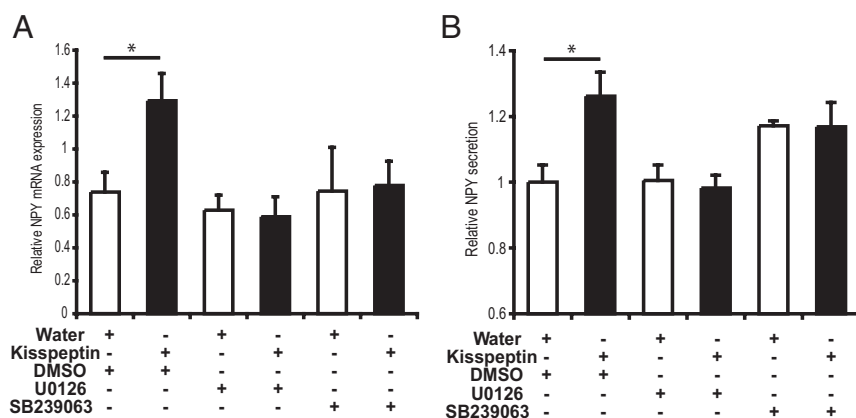 A
*
Relative NPY mRNA expression
1.6
1.4
1.2
1
0.8
0.6
0.4
0.2
0
Water + - + - + -
Kisspeptin - + - + - +
DMSO + + - - - -
U0126 - - + + - -
SB239063 - - - - + +
B
*
Relative NPY secretion
1.4
1.2
1
0.8
0.6
Water + - + - + -
Kisspeptin - + - + - +
DMSO + + - - - -
U0126 - - + + - -
SB239063 - - - - + +